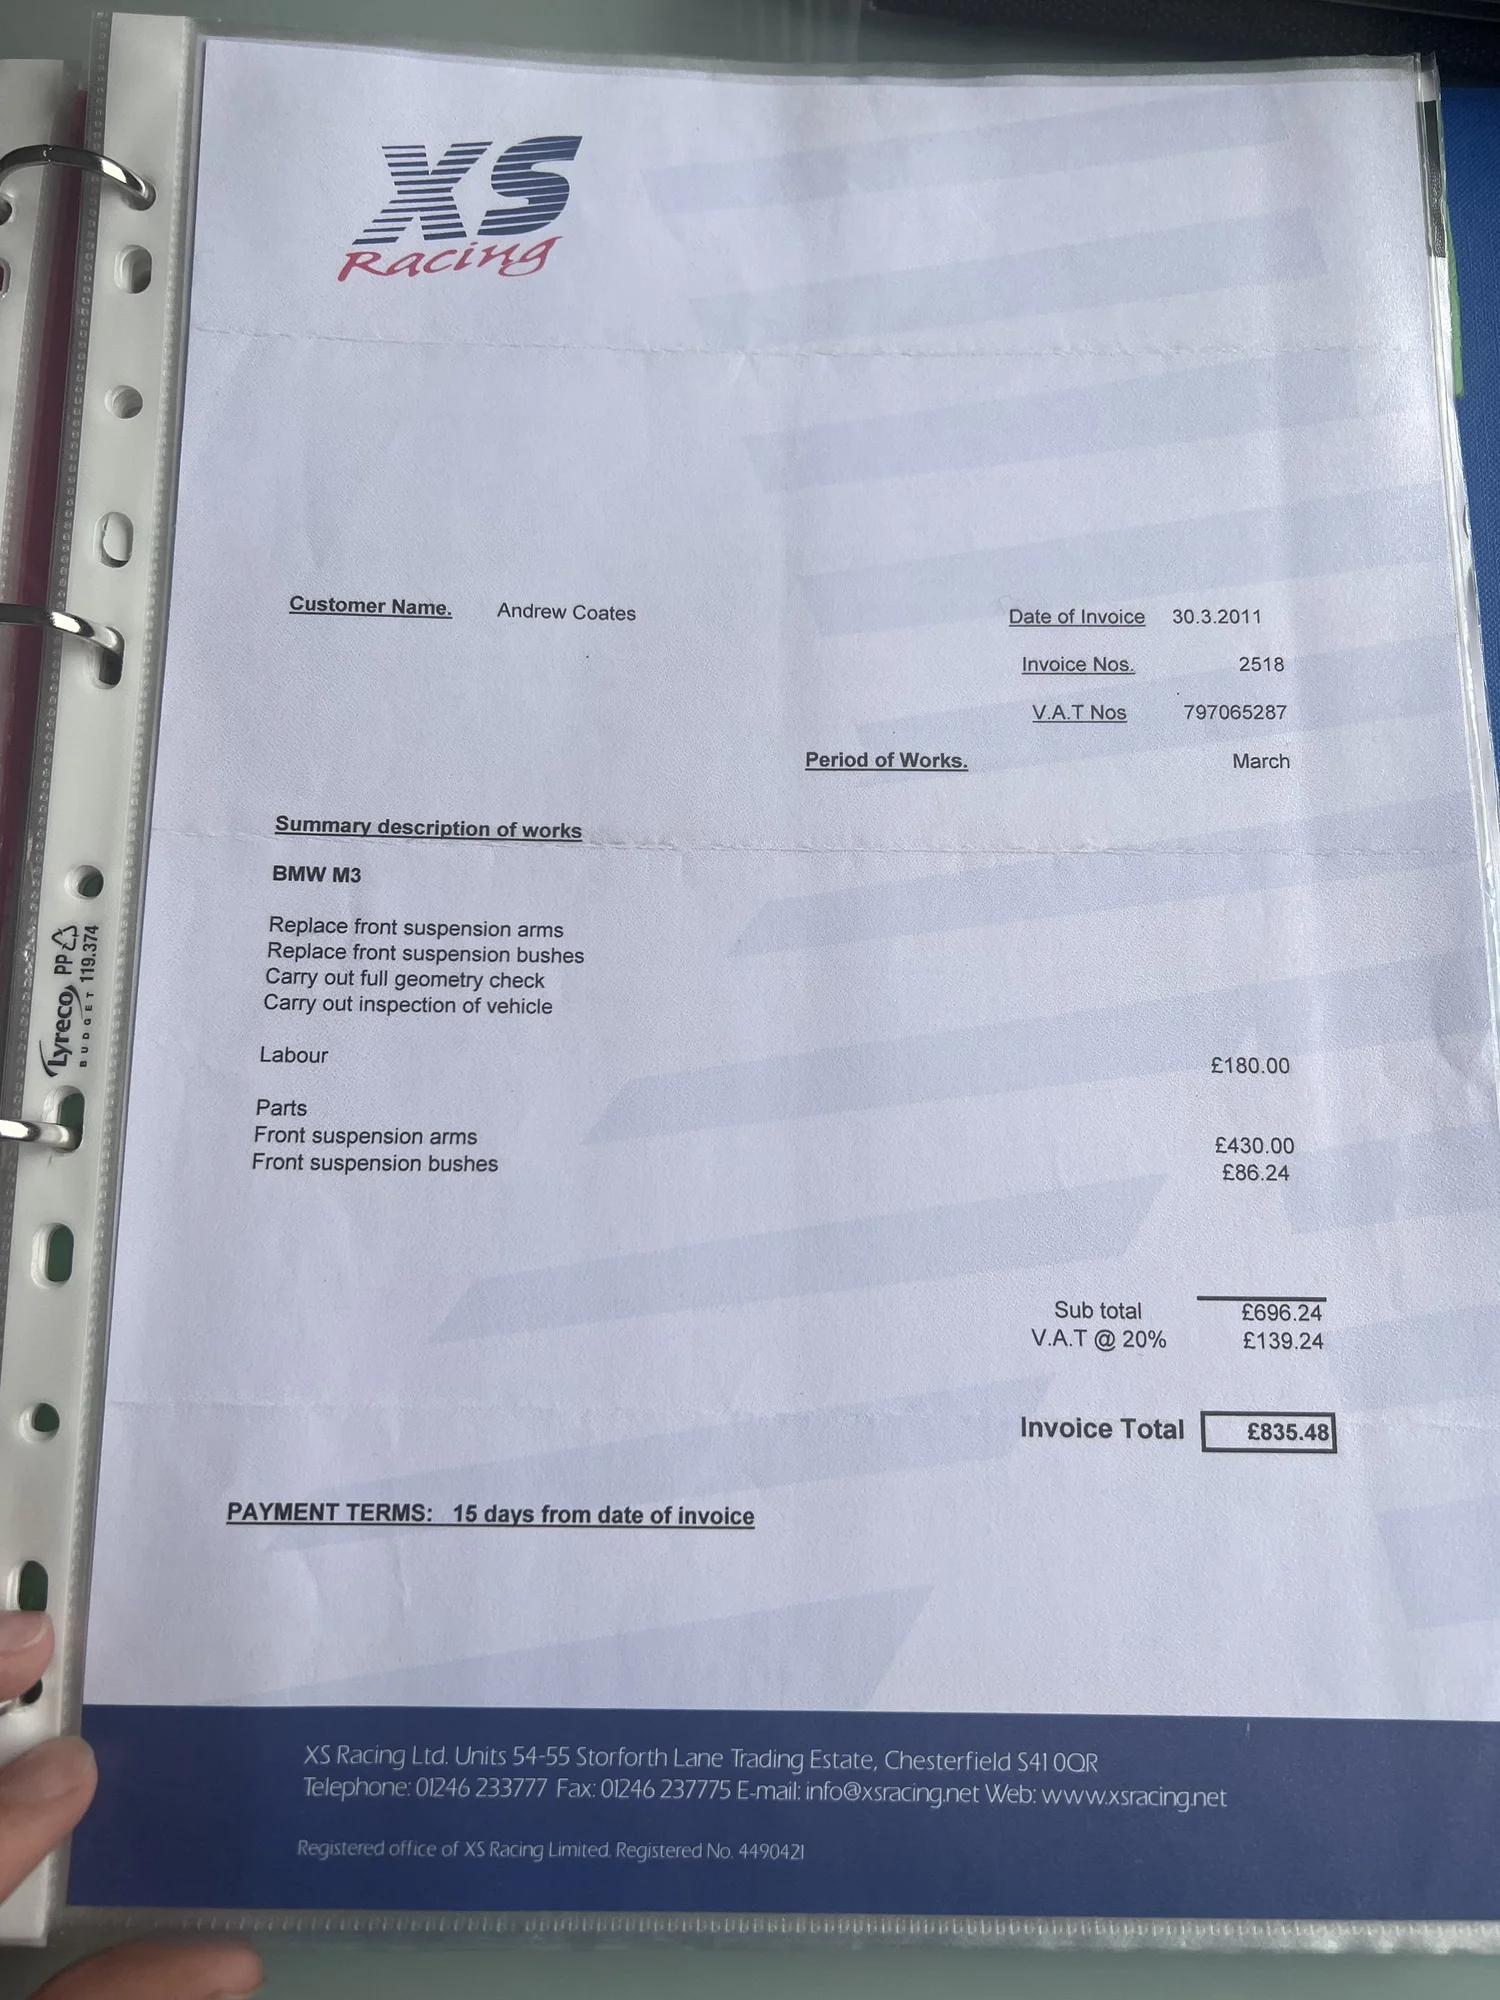 XS
Racing
Customer Name. Andrew Coates
Date of Invoice 30.3.2011
Invoice Nos. 2518
V.A.T Nos 797065287
Period of Works. March
Summary description of works
BMW M3
Replace front suspension arms
Replace front suspension bushes
Carry out full geometry check
Carry out inspection of vehicle
Labour £180.00
Parts
Front suspension arms £430.00
Front suspension bushes £86.24
Sub total £696.24
V.A.T @ 20% £139.24
Invoice Total £835.48
PAYMENT TERMS: 15 days from date of invoice
XS Racing Ltd. Units 54-55 Storforth Lane Trading Estate, Chesterfield S41 0QR
Telephone: 01246 233777 Fax: 01246 237775 E-mail: info@xsracing.net Web: www.xsracing.net
Registered office of XS Racing Limited. Registered No. 4490421
Lyreco PP
BUDGET 119.374